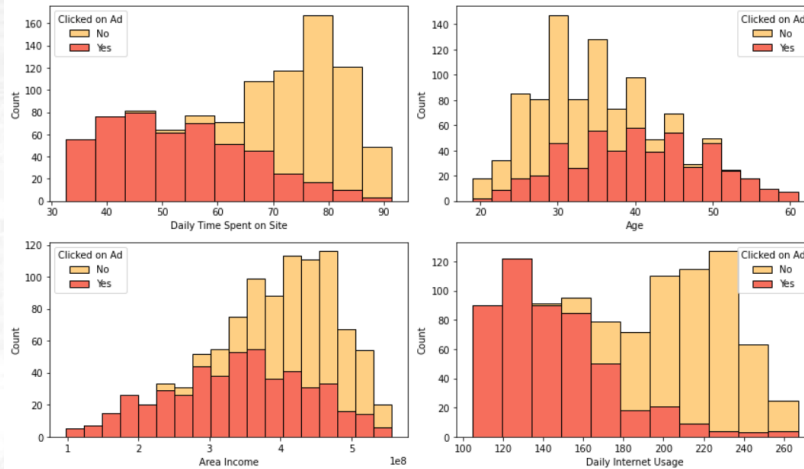 Clicked on Ad
No
Yes
160
140
120
100
80
60
40
20
0
Count
30 40 50 60 70 80 90
Daily Time Spent on Site
Clicked on Ad
No
Yes
140
120
100
80
60
40
20
0
Count
20 30 40 50 60
Age
Clicked on Ad
No
Yes
120
100
80
60
40
20
0
Count
1 2 3 4 5
1e8
Area Income
Clicked on Ad
No
Yes
120
100
80
60
40
20
0
Count
100 120 140 160 180 200 220 240 260
Daily Internet Usage